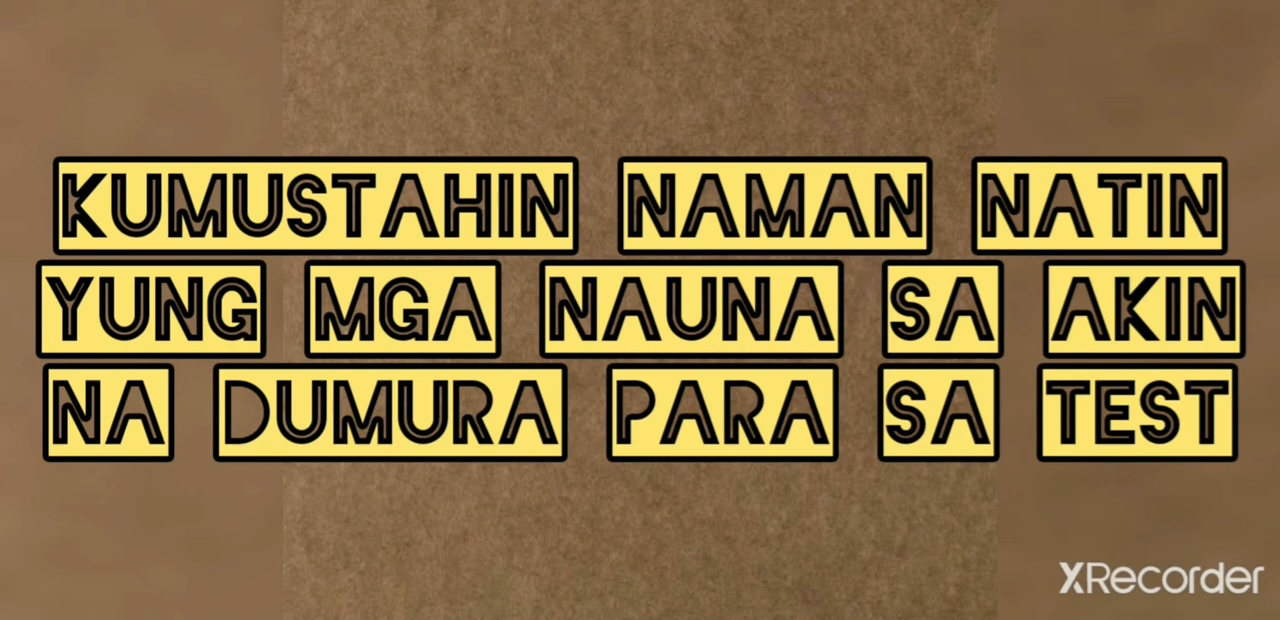 KUMUSTAHIN NAMAN NATIN
YUNG MGA NAUNA SA AKIN
NA DUMURA PARA SA TEST
XRecorder